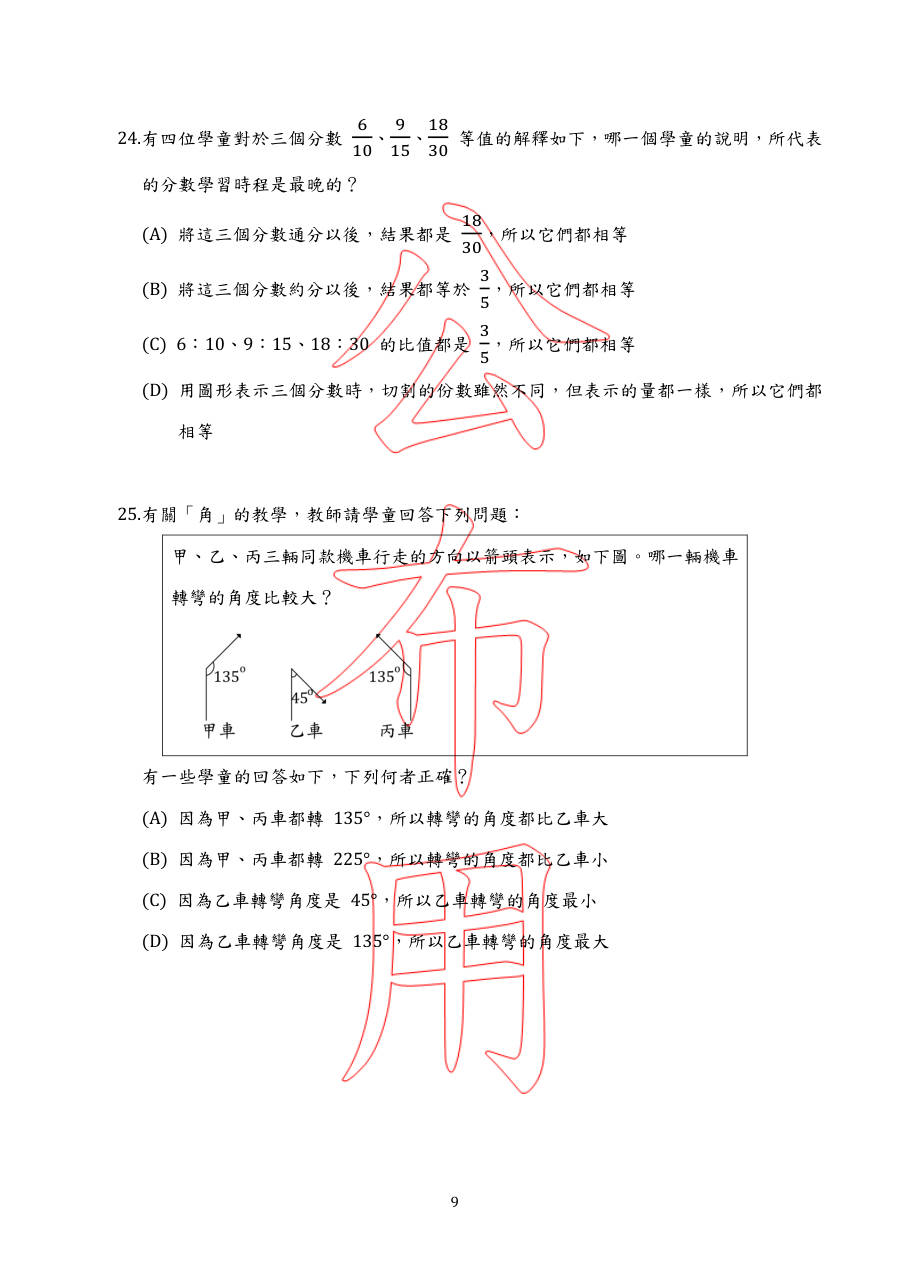 24.有四位學童對於三個分數 6/10、9/15、18/30 等值的解釋如下，哪一個學童的說明，所代表
的分數學習時程是最晚的？
(A) 將這三個分數通分以後，結果都是 18/30，所以它們都相等
(B) 將這三個分數約分以後，結果都等於 3/5，所以它們都相等
(C) 6：10、9：15、18：30 的比值都是 3/5，所以它們都相等
(D) 用圖形表示三個分數時，切割的份數雖然不同，但表示的量都一樣，所以它們都
相等
25.有關「角」的教學，教師請學童回答下列問題：
甲、乙、丙三輛同款機車行走的方向以箭頭表示，如下圖。哪一輛機車
轉彎的角度比較大？
135° 45° 135°
甲車 乙車 丙車
有一些學童的回答如下，下列何者正確？
(A) 因為甲、丙車都轉 135°，所以轉彎的角度都比乙車大
(B) 因為甲、丙車都轉 225°，所以轉彎的角度都比乙車小
(C) 因為乙車轉彎角度是 45°，所以乙車轉彎的角度最小
(D) 因為乙車轉彎角度是 135°，所以乙車轉彎的角度最大
公布用
9